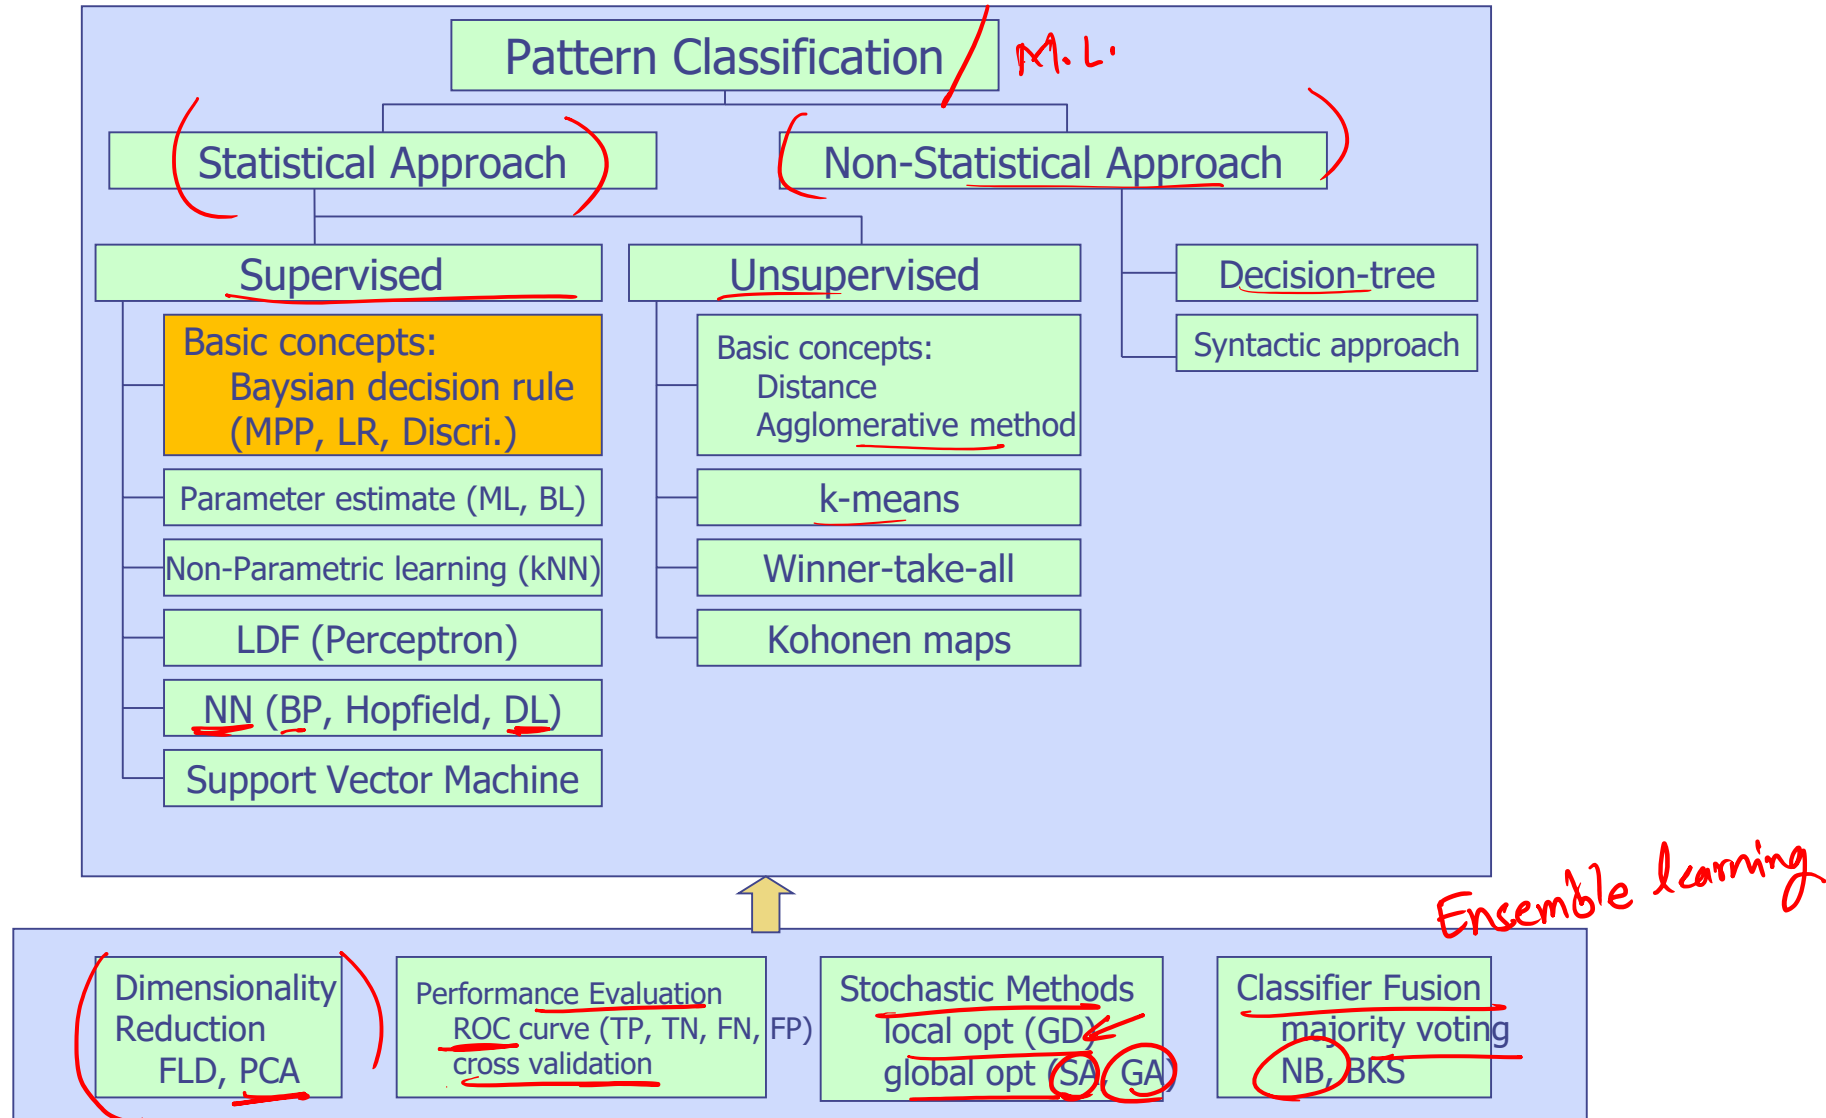 Pattern Classification
M.L.
Statistical Approach
Non-Statistical Approach
Supervised
Unsupervised
Decision-tree
Syntactic approach
Basic concepts:
Baysian decision rule
(MPP, LR, Discri.)
Parameter estimate (ML, BL)
Non-Parametric learning (kNN)
LDF (Perceptron)
NN (BP, Hopfield, DL)
Support Vector Machine
Basic concepts:
Distance
Agglomerative method
k-means
Winner-take-all
Kohonen maps
Ensemble learning
Dimensionality
Reduction
FLD, PCA
Performance Evaluation
ROC curve (TP, TN, FN, FP)
cross validation
Stochastic Methods
local opt (GD)
global opt (SA, GA)
Classifier Fusion
majority voting
NB, BKS